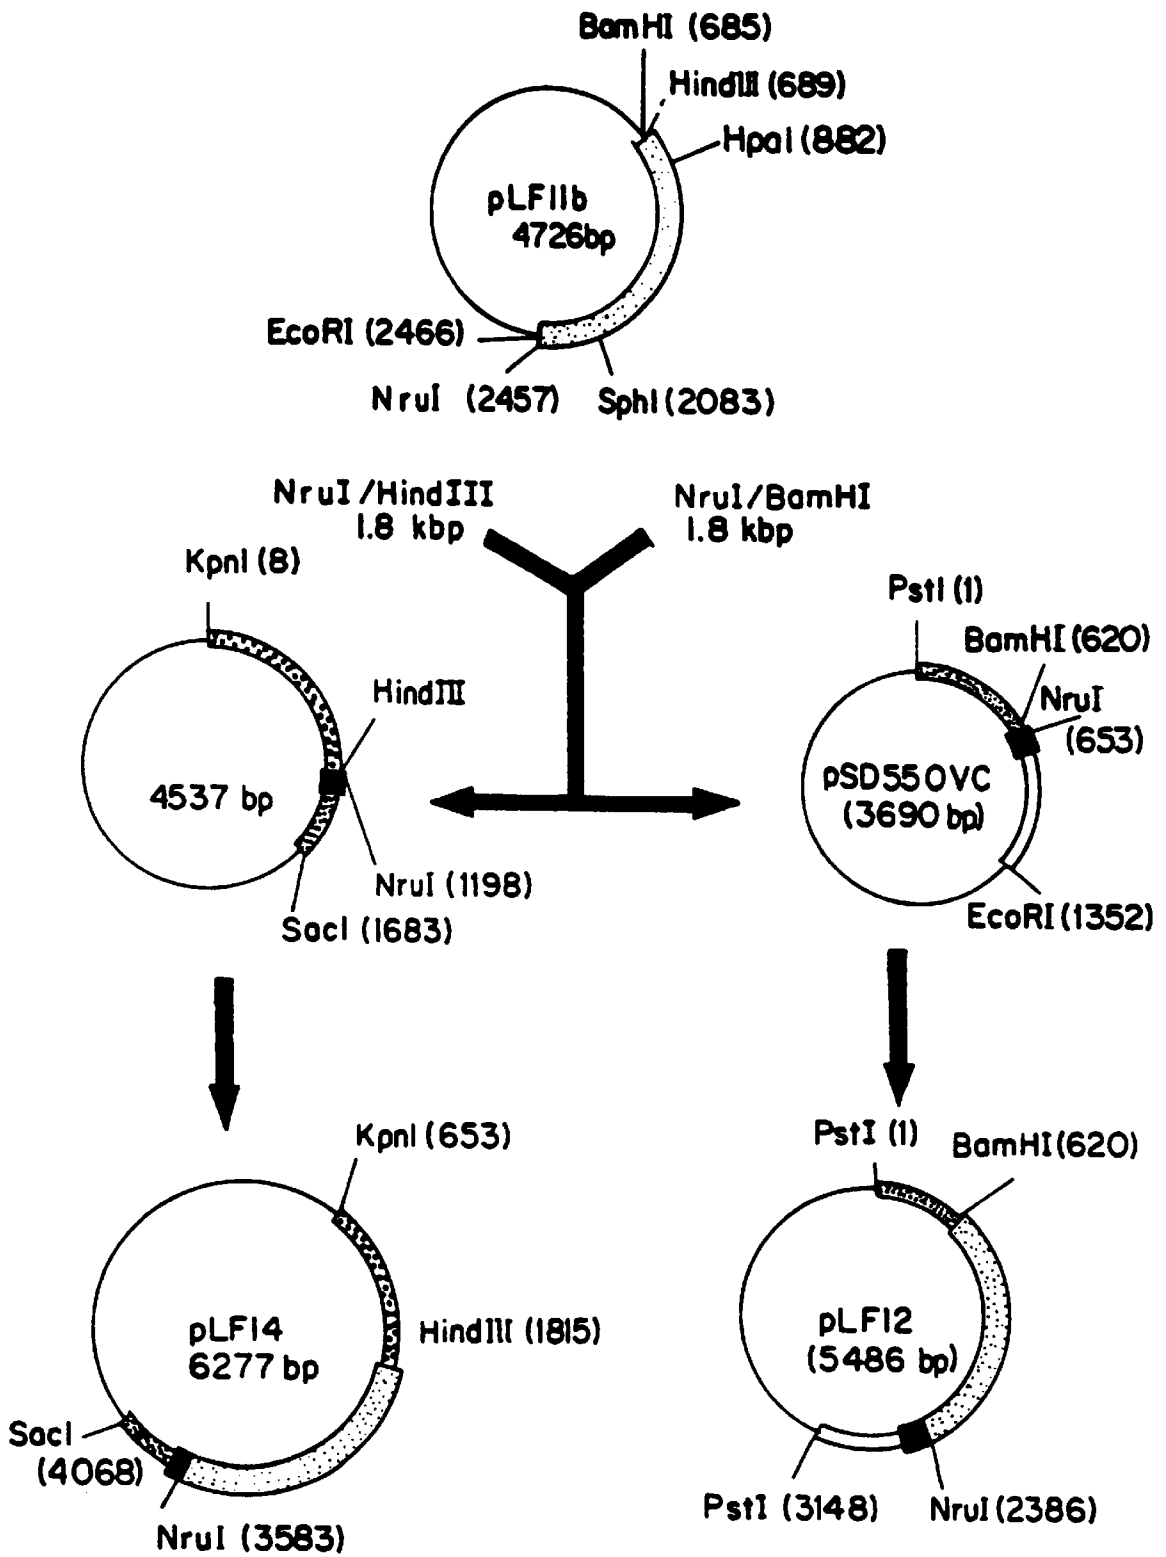 BamHI (685)
HindIII (689)
HpaI (882)
pLF11b
4726bp
EcoRI (2466)
NruI (2457)
SphI (2083)
NruI/HindIII
1.8 kbp
NruI/BamHI
1.8 kbp
KpnI (8)
HindIII
4537 bp
NruI (1198)
SacI (1683)
PstI (1)
BamHI (620)
NruI
(653)
pSD550VC
(3690 bp)
EcoRI (1352)
KpnI (653)
pLF14
6277 bp
HindIII (1815)
SacI
(4068)
NruI (3583)
PstI (1)
BamHI (620)
pLF12
(5486 bp)
PstI (3148)
NruI (2386)